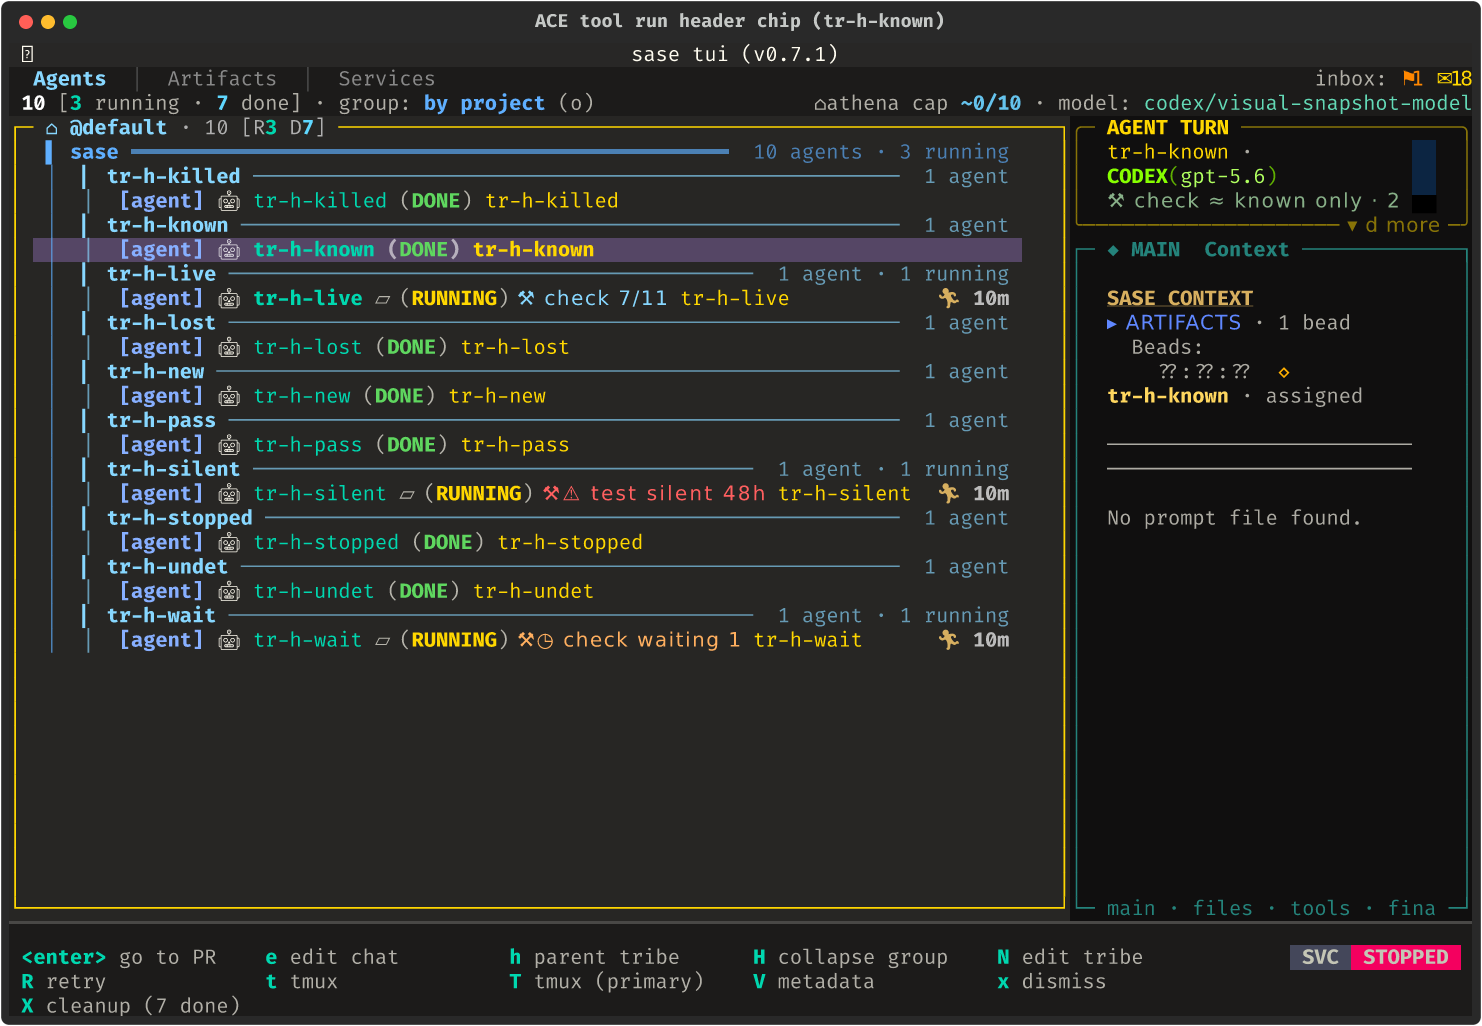 ACE tool run header chip (tr-h-known)
sase tui (v0.7.1)
Agents │ Artifacts │ Services inbox: ⚑1 ✉18
10 [3 running · 7 done] · group: by project (o) ⌂athena cap ~0/10 · model: codex/visual-snapshot-model
⌂ @default · 10 [R3 D7]
sase 10 agents · 3 running
tr-h-killed 1 agent
[agent] 🤖 tr-h-killed (DONE) tr-h-killed
tr-h-known 1 agent
[agent] 🤖 tr-h-known (DONE) tr-h-known
tr-h-live 1 agent · 1 running
[agent] 🤖 tr-h-live ▱ (RUNNING) ⚒ check 7/11 tr-h-live 🏃 10m
tr-h-lost 1 agent
[agent] 🤖 tr-h-lost (DONE) tr-h-lost
tr-h-new 1 agent
[agent] 🤖 tr-h-new (DONE) tr-h-new
tr-h-pass 1 agent
[agent] 🤖 tr-h-pass (DONE) tr-h-pass
tr-h-silent 1 agent · 1 running
[agent] 🤖 tr-h-silent ▱ (RUNNING) ⚒⚠ test silent 48h tr-h-silent 🏃 10m
tr-h-stopped 1 agent
[agent] 🤖 tr-h-stopped (DONE) tr-h-stopped
tr-h-undet 1 agent
[agent] 🤖 tr-h-undet (DONE) tr-h-undet
tr-h-wait 1 agent · 1 running
[agent] 🤖 tr-h-wait ▱ (RUNNING) ⚒◷ check waiting 1 tr-h-wait 🏃 10m
AGENT TURN
tr-h-known ·
CODEX(gpt-5.6)
⚒ check ≈ known only · 2
▾ d more
◆ MAIN Context
SASE CONTEXT
▸ ARTIFACTS · 1 bead
Beads:
??:??:?? ◇
tr-h-known · assigned
No prompt file found.
main · files · tools · fina
<enter> go to PR e edit chat h parent tribe H collapse group N edit tribe SVC STOPPED
R retry t tmux T tmux (primary) V metadata x dismiss
X cleanup (7 done)